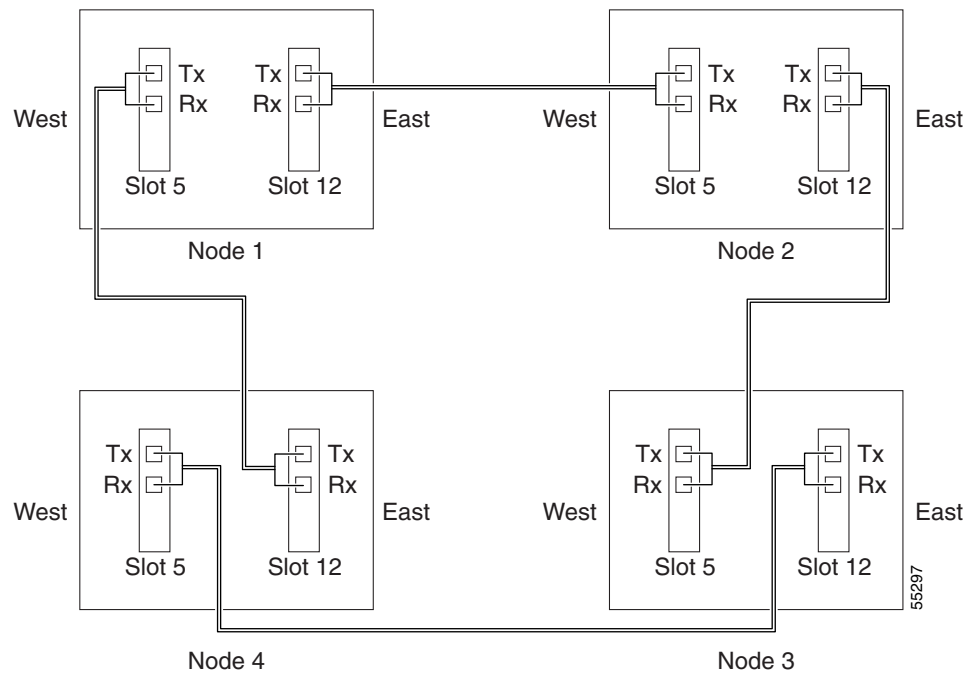 Tx Tx Tx Tx
Rx Rx Rx Rx
West East West East
Slot 5 Slot 12 Slot 5 Slot 12
Node 1 Node 2
Tx Tx Tx Tx
Rx Rx Rx Rx
West East West East
Slot 5 Slot 12 Slot 5 Slot 12
55297
Node 4 Node 3